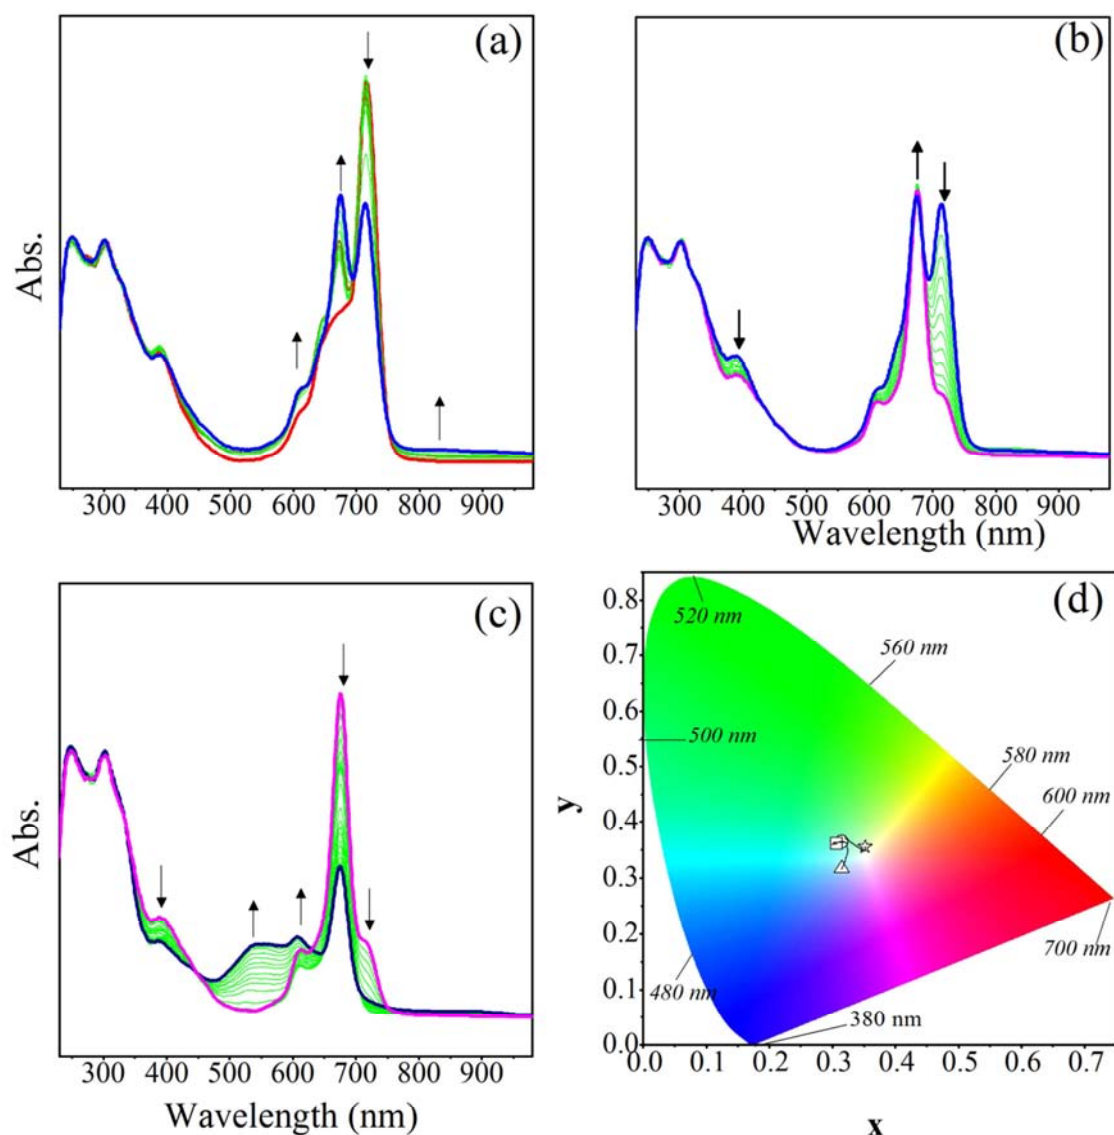 (a)
Abs.
300 400 500 600 700 800 900
(b)
300 400 500 600 700 800 900
Wavelength (nm)
(c)
Abs.
300 400 500 600 700 800 900
Wavelength (nm)
(d)
y
0.8
0.7
0.6
0.5
0.4
0.3
0.2
0.1
0.0
520 nm
560 nm
500 nm
580 nm
600 nm
700 nm
480 nm
380 nm
0.0 0.1 0.2 0.3 0.4 0.5 0.6 0.7
x